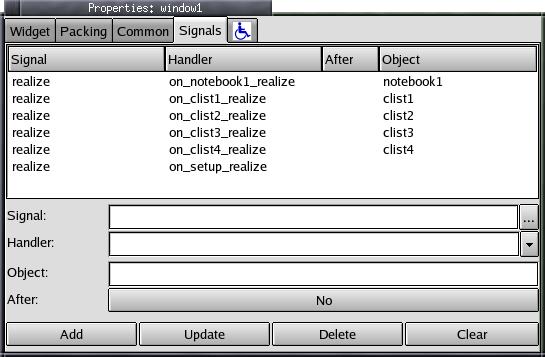 Properties: window1
Widget Packing Common Signals
Signal Handler After Object
realize on_notebook1_realize notebook1
realize on_clist1_realize clist1
realize on_clist2_realize clist2
realize on_clist3_realize clist3
realize on_clist4_realize clist4
realize on_setup_realize
Signal: ...
Handler:
Object:
After: No
Add Update Delete Clear